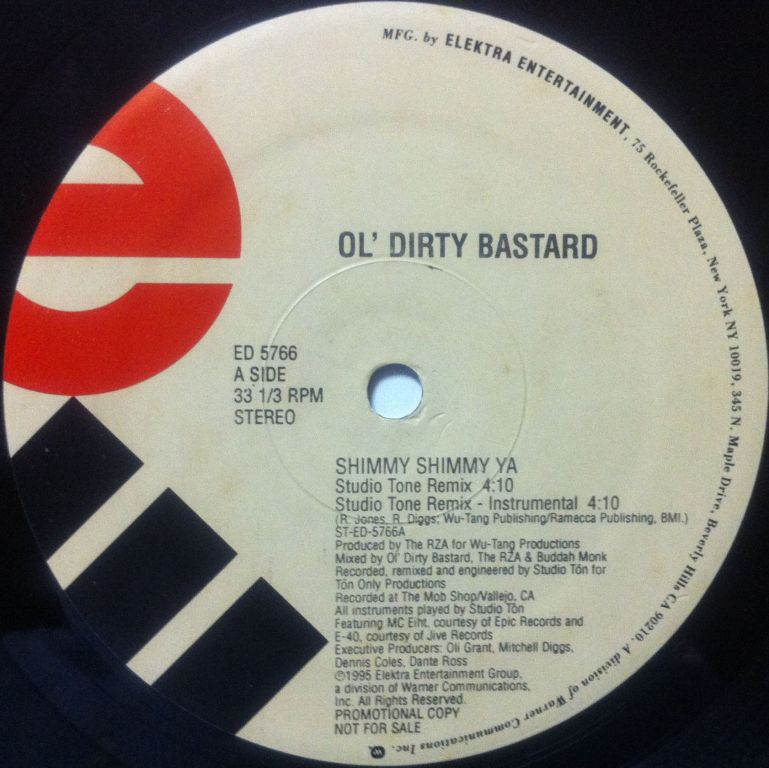 MFG. by ELEKTRA ENTERTAINMENT, 75 Rockefeller Plaza, New York NY 10019, 345 N. Maple Drive, Beverly Hills CA 90210. A division of Warner Communications Inc.
e
OL' DIRTY BASTARD
ED 5766
A SIDE
33 1/3 RPM
STEREO
SHIMMY SHIMMY YA
Studio Tone Remix 4:10
Studio Tone Remix - Instrumental 4:10
(R. Jones, R. Diggs; Wu-Tang Publishing/Ramecca Publishing, BMI.)
ST-ED-5766A
Produced by The RZA for Wu-Tang Productions
Mixed by Ol' Dirty Bastard, The RZA & Buddah Monk
Recorded, remixed and engineered by Studio Tōn for
Tōn Only Productions
Recorded at The Mob Shop/Vallejo, CA
All instruments played by Studio Tōn
Featuring MC Eiht, courtesy of Epic Records and
E-40, courtesy of Jive Records
Executive Producers: Oli Grant, Mitchell Diggs,
Dennis Coles, Dante Ross
℗1995 Elektra Entertainment Group,
a division of Warner Communications,
Inc. All Rights Reserved.
PROMOTIONAL COPY
NOT FOR SALE